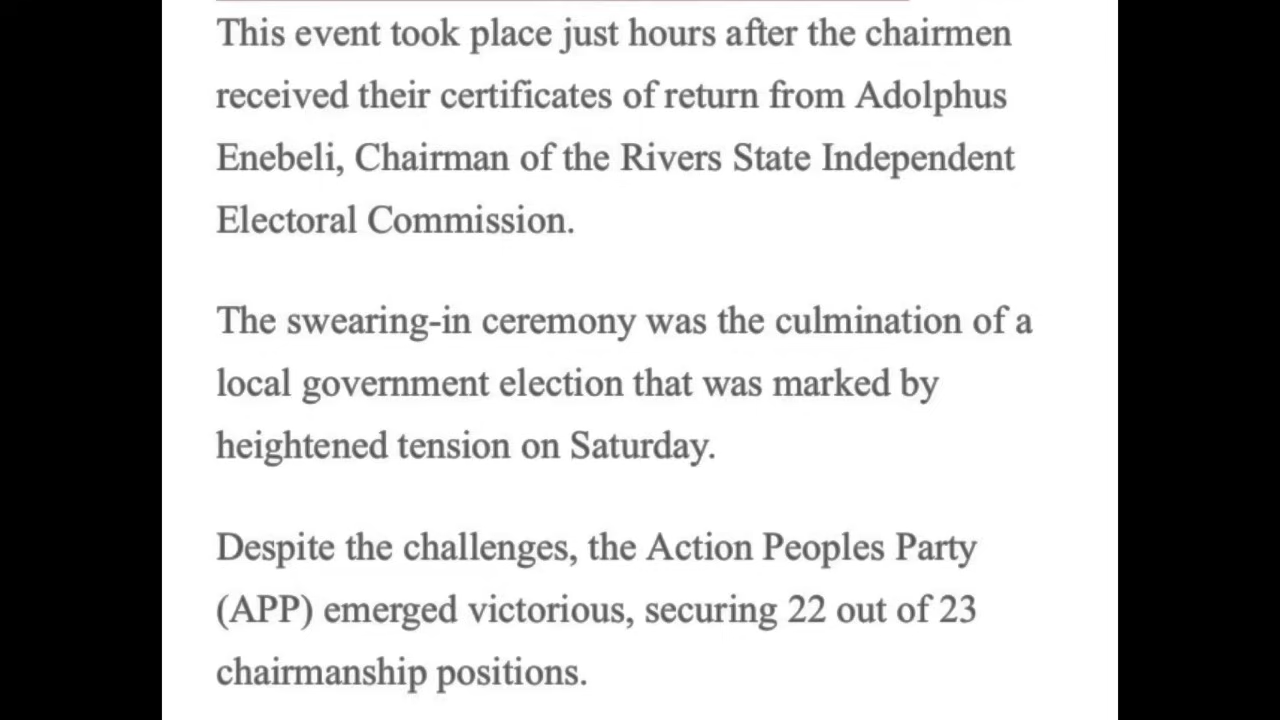 This event took place just hours after the chairmen
received their certificates of return from Adolphus
Enebeli, Chairman of the Rivers State Independent
Electoral Commission.
The swearing-in ceremony was the culmination of a
local government election that was marked by
heightened tension on Saturday.
Despite the challenges, the Action Peoples Party
(APP) emerged victorious, securing 22 out of 23
chairmanship positions.